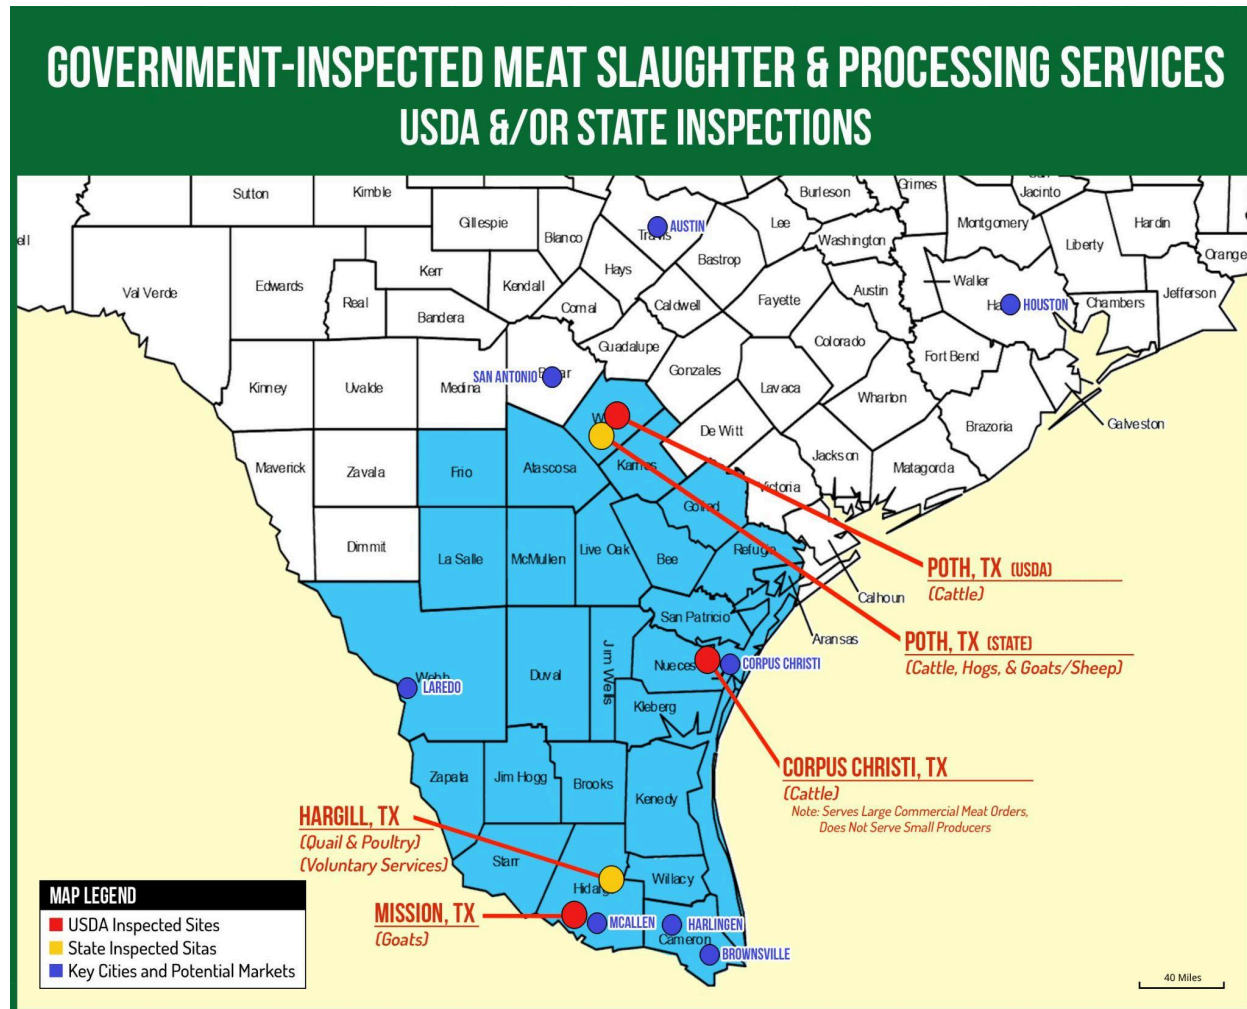 GOVERNMENT-INSPECTED MEAT SLAUGHTER & PROCESSING SERVICES
USDA &/OR STATE INSPECTIONS
Sutton
Kimble
Gillespie
Blanco
AUSTIN
Lee
Burleson
Grimes
Jacinto
Montgomery
Hardin
Washington
Liberty
Orange
ell
Val Verde
Edwards
Real
Kerr
Kendall
Hays
Bastrop
Bandera
Comal
Caldwell
Fayette
Austin
Waller
HOUSTON
Chambers
Jefferson
Guadalupe
Gonzales
Colorado
Fort Bend
Kinney
Uvalde
Medina
SAN ANTONIO
Lavaca
Wharton
Brazoria
Galveston
De Witt
Jackson
Matagorda
Maverick
Zavala
Frio
Atascosa
Karnes
Victoria
Goliad
Dimmit
La Salle
McMullen
Live Oak
Bee
Refugio
Calhoun
Aransas
San Patricio
POTH, TX (USDA)
(Cattle)
POTH, TX (STATE)
(Cattle, Hogs, & Goats/Sheep)
Webb
LAREDO
Duval
Jim Wells
Nueces
CORPUS CHRISTI
Kleberg
CORPUS CHRISTI, TX
(Cattle)
Note: Serves Large Commercial Meat Orders,
Does Not Serve Small Producers
Zapata
Jim Hogg
Brooks
Kenedy
HARGILL, TX
(Quail & Poultry)
(Voluntary Services)
Starr
Hidalgo
Willacy
MISSION, TX
(Goats)
MCALLEN
HARLINGEN
Cameron
BROWNSVILLE
MAP LEGEND
USDA Inspected Sites
State Inspected Sitas
Key Cities and Potential Markets
40 Miles